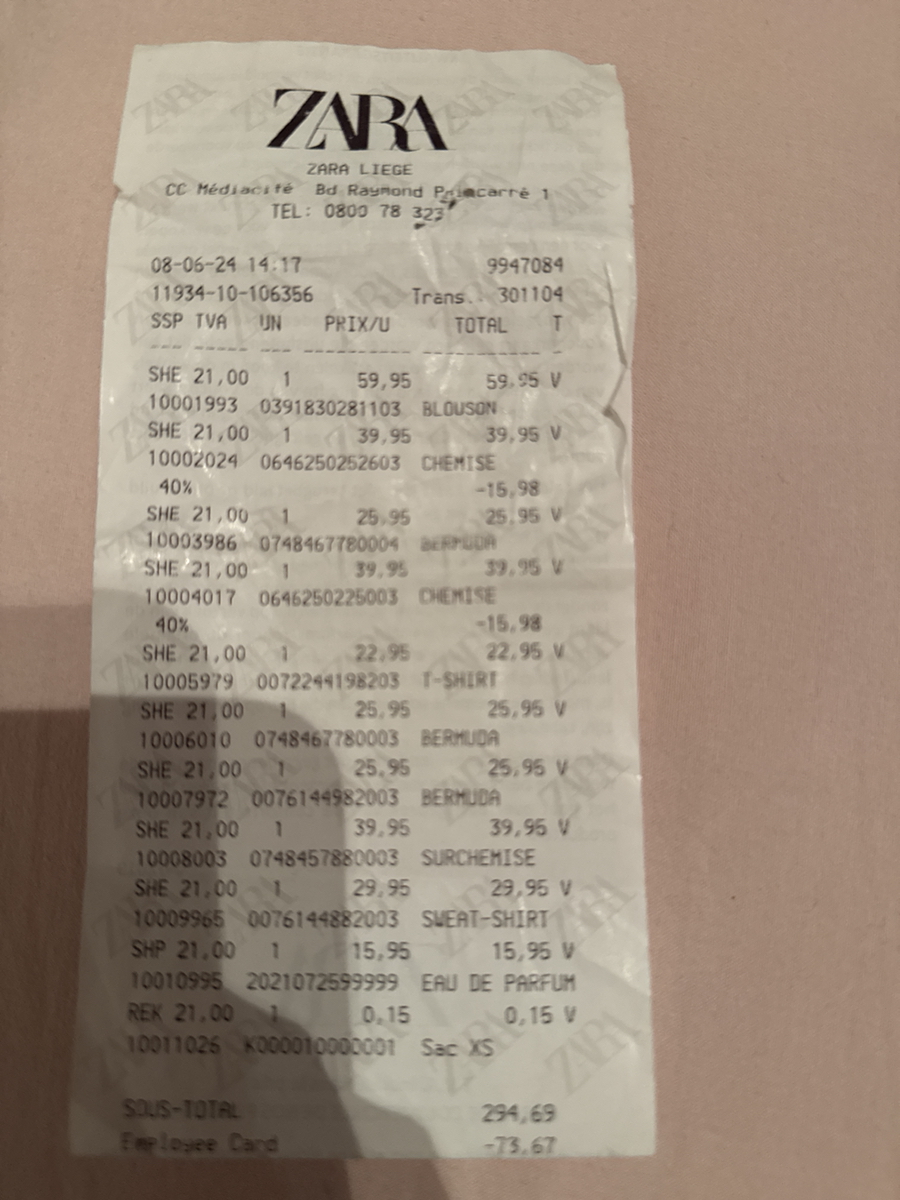 ZARA
ZARA LIEGE
CC Médiacité Bd Raymond Poincarré 1
TEL: 0800 78 323
08-06-24 14:17 9947084
11934-10-106356 Trans.. 301104
SSP TVA UN PRIX/U TOTAL T
--- ----- --- ---------- ----------- -
SHE 21,00 1 59,95 59,95 V
10001993 0391830281103 BLOUSON
SHE 21,00 1 39,95 39,95 V
10002024 0646250252603 CHEMISE
40% -15,98
SHE 21,00 1 25,95 25,95 V
10003986 0748467780004 BERMUDA
SHE 21,00 1 39,95 39,95 V
10004017 0646250225003 CHEMISE
40% -15,98
SHE 21,00 1 22,95 22,95 V
10005979 0072244198203 T-SHIRT
SHE 21,00 1 25,95 25,95 V
10006010 0748467780003 BERMUDA
SHE 21,00 1 25,95 25,95 V
10007972 0076144982003 BERMUDA
SHE 21,00 1 39,95 39,95 V
10008003 0748457880003 SURCHEMISE
SHE 21,00 1 29,95 29,95 V
10009965 0076144882003 SWEAT-SHIRT
SHP 21,00 1 15,95 15,95 V
10010995 2021072599999 EAU DE PARFUM
REK 21,00 1 0,15 0,15 V
10011026 K000010000001 Sac XS
SOUS-TOTAL 294,69
Employee Card -73,67